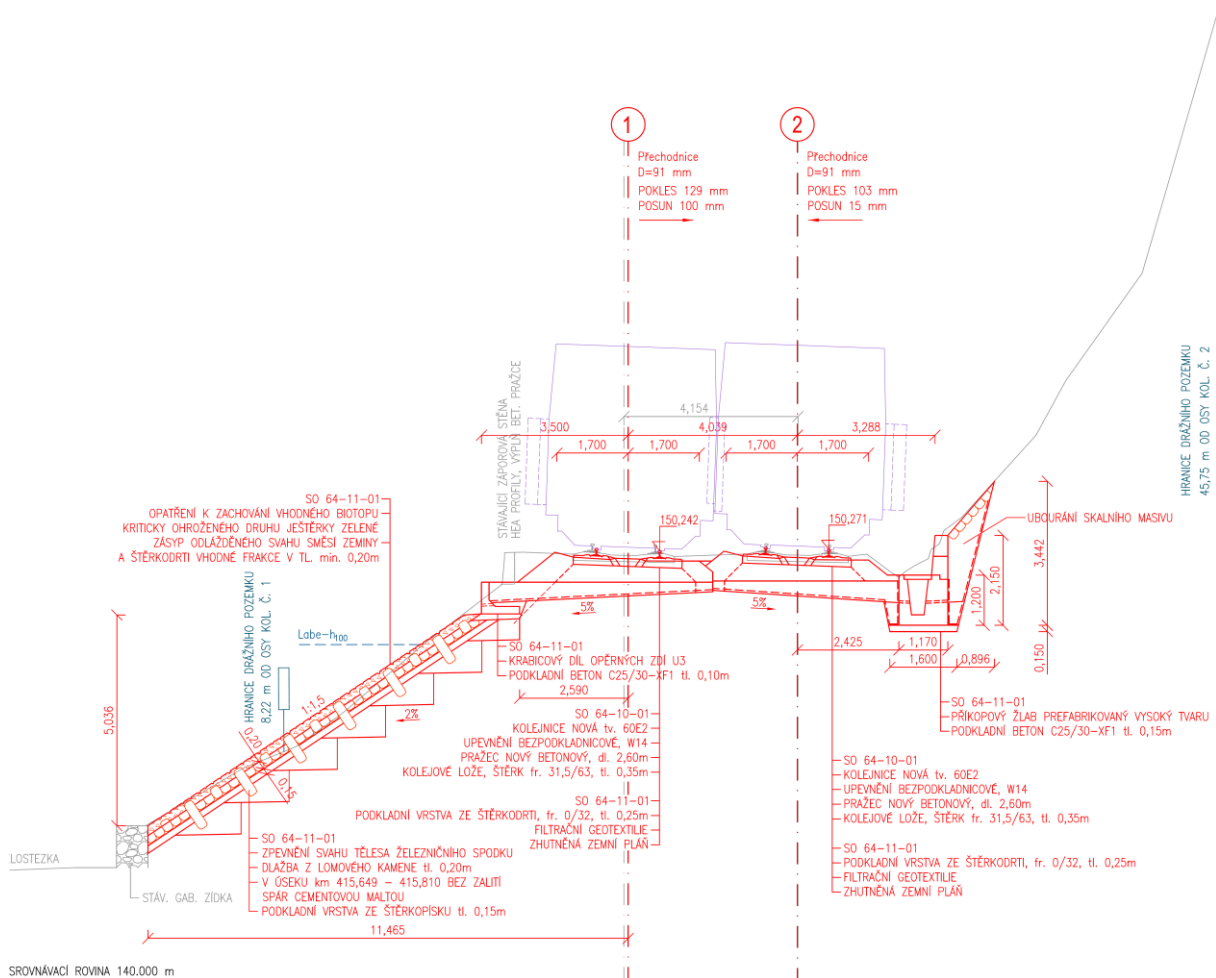 1
2
Přechodnice
D=91 mm
POKLES 129 mm
POSUN 100 mm
Přechodnice
D=91 mm
POKLES 103 mm
POSUN 15 mm
HRANICE DRÁŽNÍHO POZEMKU
45,75 m OD OSY KOL. Č. 2
STÁVAJÍCÍ ZÁPOROVÁ STĚNA
HEA PROFILY, VÝPLŇ BET. PRAŽCE
4,154
3,500
4,039
3,288
1,700
1,700
1,700
1,700
150,242
150,271
SO 64-11-01
OPATŘENÍ K ZACHOVÁNÍ VHODNÉHO BIOTOPU
KRITICKY OHROŽENÉHO DRUHU JEŠTĚRKY ZELENÉ
ZÁSYP ODLÁŽDĚNÉHO SVAHU SMĚSÍ ZEMINY
A ŠTĚRKODRTI VHODNÉ FRAKCE V TL. min. 0,20m
UBOURÁNÍ SKALNÍHO MASIVU
3,442
2,150
1,200
0,150
5%
5%
HRANICE DRÁŽNÍHO POZEMKU
8,22 m OD OSY KOL. Č. 1
Labe-h100
SO 64-11-01
KRABICOVÝ DÍL OPĚRNÝCH ZDÍ U3
PODKLADNÍ BETON C25/30-XF1 tl. 0,10m
2,590
2,425
1,170
1,600
0,896
5,036
1:1,5
2%
0,20
0,15
SO 64-10-01
KOLEJNICE NOVÁ tv. 60E2
UPEVNĚNÍ BEZPODKLADNICOVÉ, W14
PRAŽEC NOVÝ BETONOVÝ, dl. 2,60m
KOLEJOVÉ LOŽE, ŠTĚRK fr. 31,5/63, tl. 0,35m
SO 64-11-01
PODKLADNÍ VRSTVA ZE ŠTĚRKODRTI, fr. 0/32, tl. 0,25m
FILTRAČNÍ GEOTEXTILIE
ZHUTNĚNÁ ZEMNÍ PLÁŇ
SO 64-11-01
PŘÍKOPOVÝ ŽLAB PREFABRIKOVANÝ VYSOKÝ TVARU
PODKLADNÍ BETON C25/30-XF1 tl. 0,15m
SO 64-10-01
KOLEJNICE NOVÁ tv. 60E2
UPEVNĚNÍ BEZPODKLADNICOVÉ, W14
PRAŽEC NOVÝ BETONOVÝ, dl. 2,60m
KOLEJOVÉ LOŽE, ŠTĚRK fr. 31,5/63, tl. 0,35m
SO 64-11-01
PODKLADNÍ VRSTVA ZE ŠTĚRKODRTI, fr. 0/32, tl. 0,25m
FILTRAČNÍ GEOTEXTILIE
ZHUTNĚNÁ ZEMNÍ PLÁŇ
SO 64-11-01
ZPEVNĚNÍ SVAHU TĚLESA ŽELEZNIČNÍHO SPODKU
DLAŽBA Z LOMOVÉHO KAMENE tl. 0,20m
V ÚSEKU km 415,649 - 415,810 BEZ ZALITÍ
SPÁR CEMENTOVOU MALTOU
PODKLADNÍ VRSTVA ZE ŠTĚRKOPÍSKU tl. 0,15m
LOSTEZKA
STÁV. GAB. ZÍDKA
11,465
SROVNÁVACÍ ROVINA 140.000 m